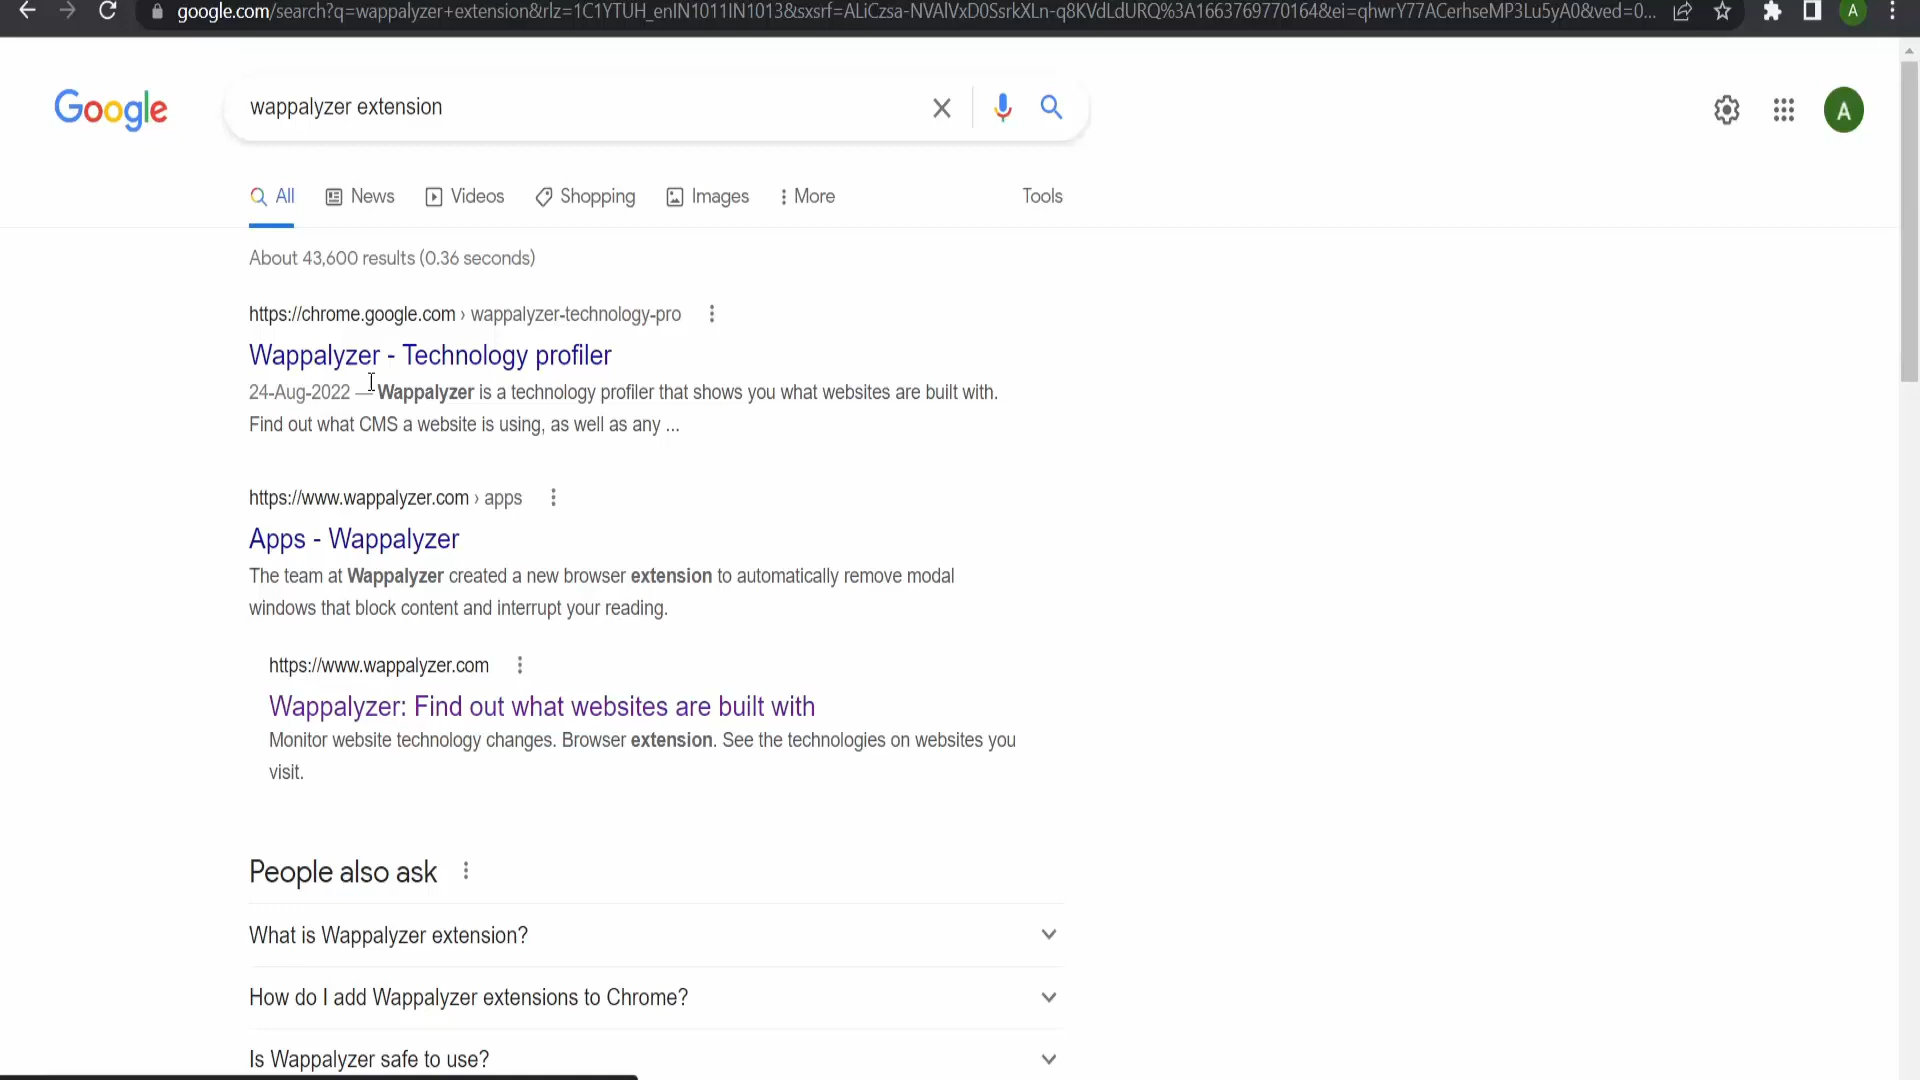 google.com/search?q=wappalyzer+extension&rlz=1C1YTUH_enIN1011IN1013&sxsrf=ALiCzsa-NVAlVxD0SsrkXLn-q8KVdLdURQ%3A1663769770164&ei=qhwrY77ACerhseMP3Lu5yA0&ved=0...
A
Google
wappalyzer extension
A
All News Videos Shopping Images More Tools
About 43,600 results (0.36 seconds)
https://chrome.google.com › wappalyzer-technology-pro
Wappalyzer - Technology profiler
24-Aug-2022 — Wappalyzer is a technology profiler that shows you what websites are built with.
Find out what CMS a website is using, as well as any ...
https://www.wappalyzer.com › apps
Apps - Wappalyzer
The team at Wappalyzer created a new browser extension to automatically remove modal
windows that block content and interrupt your reading.
https://www.wappalyzer.com
Wappalyzer: Find out what websites are built with
Monitor website technology changes. Browser extension. See the technologies on websites you
visit.
People also ask
What is Wappalyzer extension?
How do I add Wappalyzer extensions to Chrome?
Is Wappalyzer safe to use?